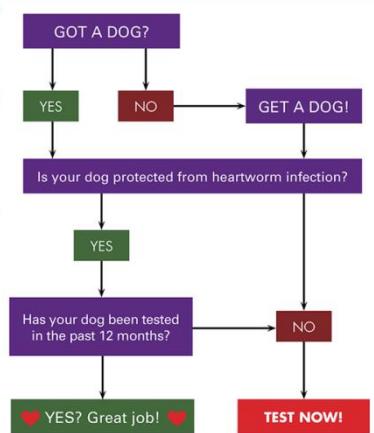 GOT A DOG?
YES
NO
GET A DOG!
Is your dog protected from heartworm infection?
YES
Has your dog been tested
in the past 12 months?
NO
YES? Great job!
TEST NOW!